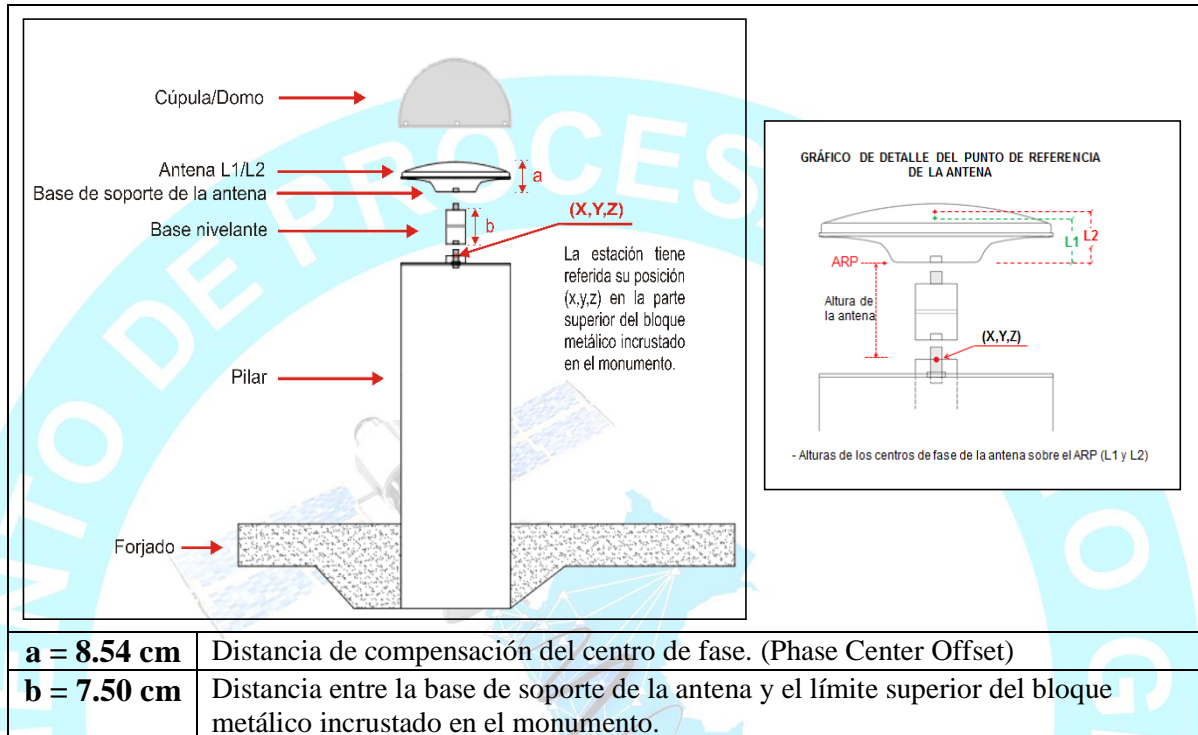 Cúpula/Domo
Antena L1/L2
a
Base de soporte de la antena
Base nivelante
b
(X,Y,Z)
La estación tiene
referida su posición
(x,y,z) en la parte
superior del bloque
metálico incrustado
en el monumento.
Pilar
Forjado
GRÁFICO DE DETALLE DEL PUNTO DE REFERENCIA
DE LA ANTENA
L1
L2
ARP
Altura de
la antena
(X,Y,Z)
- Alturas de los centros de fase de la antena sobre el ARP (L1 y L2)
a = 8.54 cm Distancia de compensación del centro de fase. (Phase Center Offset)
b = 7.50 cm Distancia entre la base de soporte de la antena y el límite superior del bloque
metálico incrustado en el monumento.